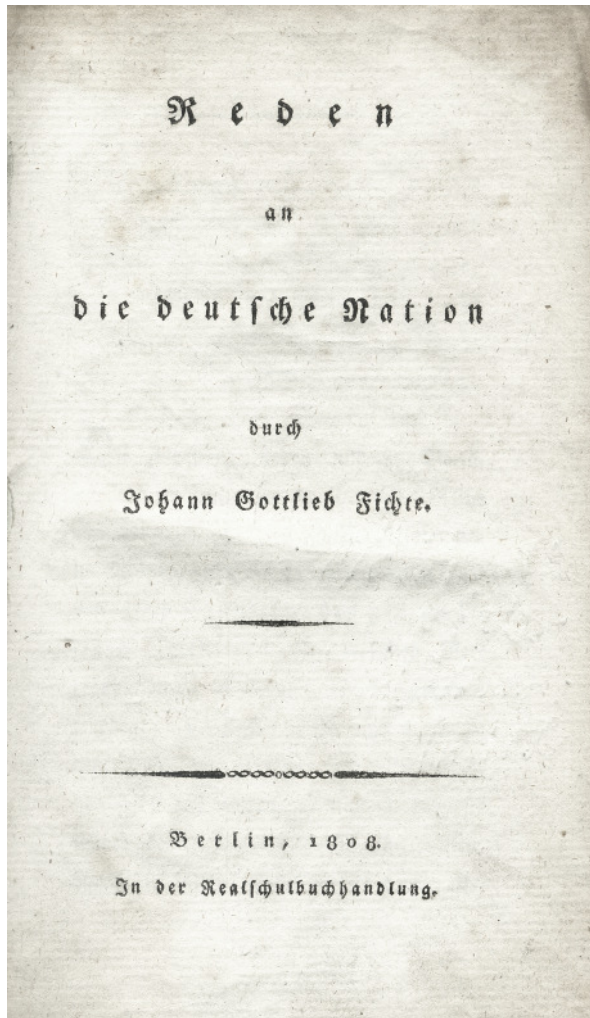 Reden
an
die deutſche Nation
durch
Johann Gottlieb Fichte.
Berlin, 1808.
In der Realſchulbuchhandlung.